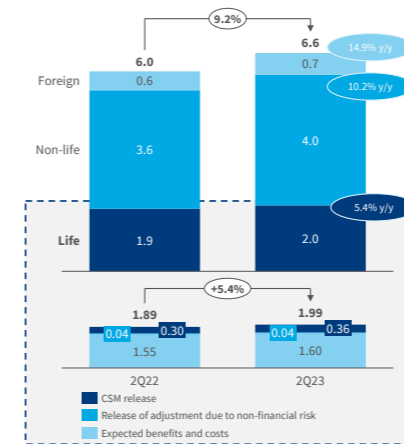 9.2%
6.0
6.6
14.9% y/y
Foreign
0.6
0.7
10.2% y/y
Non-life
3.6
4.0
5.4% y/y
Life
1.9
2.0
+5.4%
1.89
1.99
0.04
0.30
0.04
0.36
1.55
1.60
2Q22
2Q23
CSM release
Release of adjustment due to non-financial risk
Expected benefits and costs